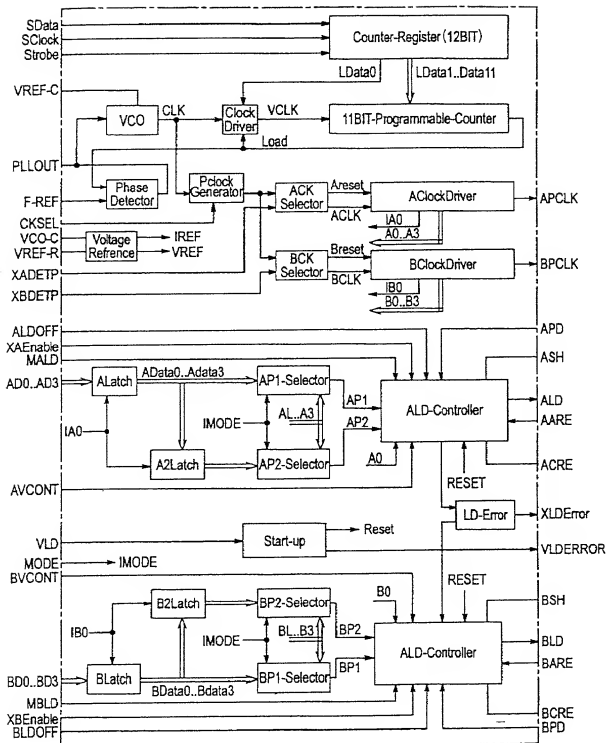 SData
SClock
Strobe
Counter-Register (12BIT)
LData0
LData1..Data11
VREF-C
VCO
CLK
Clock
Driver
VCLK
11BIT-Programmable-Counter
Load
PLLOUT
Phase
Detector
F-REF
Pclock
Generator
CKSEL
ACK
Selector
Areset
ACLK
AClockDriver
APCLK
IA0
A0..A3
VCO-C
VREF-R
Voltage
Refrence
IREF
VREF
BCK
Selector
Breset
BCLK
BClockDriver
BPCLK
IB0
B0..B3
XADETP
XBDETP
ALDOFF
XAEnable
MALD
AD0..AD3
ALatch
AData0..Adata3
AP1-Selector
AP1
IMODE
AL..A3
AP2
IA0
A2Latch
AP2-Selector
A0
ALD-Controller
RESET
APD
ASH
ALD
AARE
ACRE
AVCONT
LD-Error
XLDError
VLD
Start-up
Reset
VLDERROR
MODE
IMODE
BVCONT
B2Latch
BP2-Selector
BP2
B0
RESET
BSH
IB0
IMODE
BL..B3
BP1
ALD-Controller
BLD
BARE
BD0..BD3
BLatch
BData0..Bdata3
BP1-Selector
MBLD
XBEnable
BLDOFF
BCRE
BPD